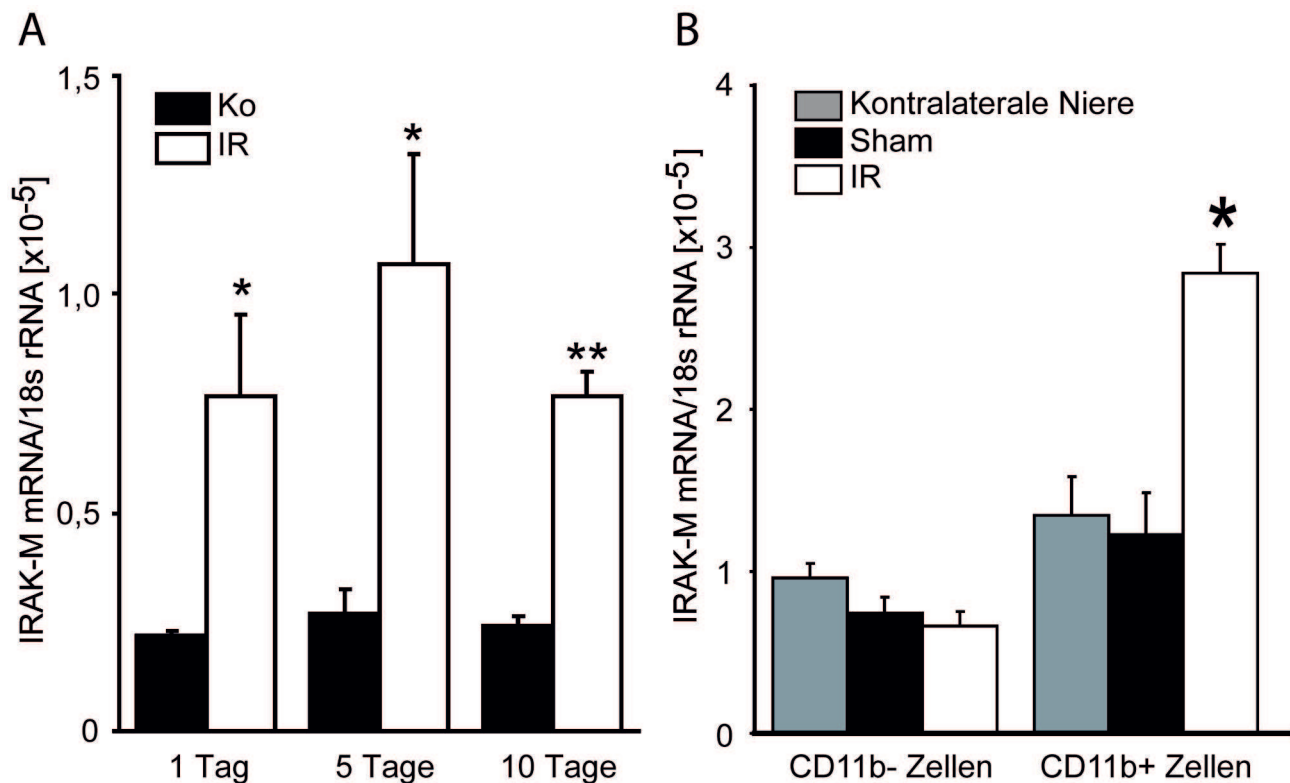 A
IRAK-M mRNA/18s rRNA [x10-5]
1,5
1,0
0,5
0
Ko
IR
*
*
**
1 Tag
5 Tage
10 Tage
B
IRAK-M mRNA/18s rRNA [x10-5]
4
3
2
1
0
Kontralaterale Niere
Sham
IR
*
CD11b- Zellen
CD11b+ Zellen